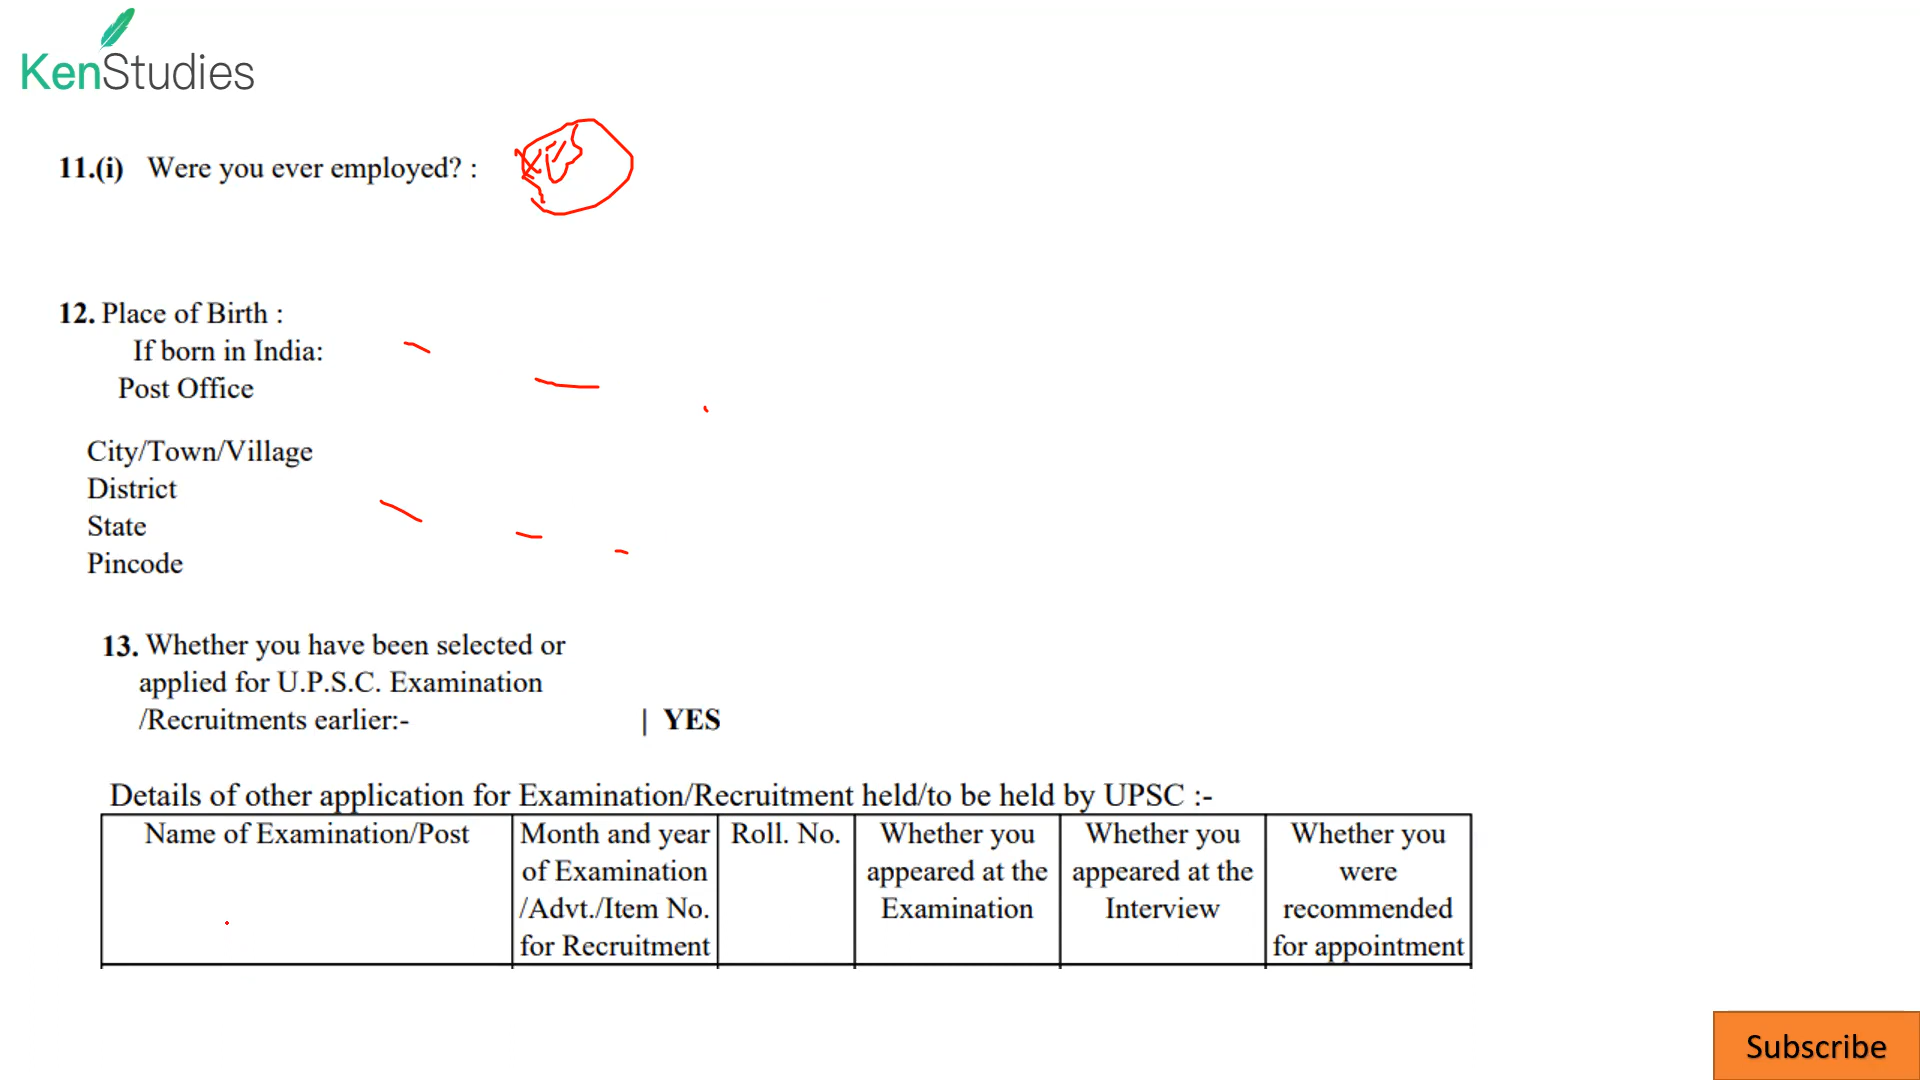 KenStudies
11.(i) Were you ever employed? :
12. Place of Birth :
If born in India:
Post Office
City/Town/Village
District
State
Pincode
13. Whether you have been selected or
applied for U.P.S.C. Examination
/Recruitments earlier:- | YES
Details of other application for Examination/Recruitment held/to be held by UPSC :-
Name of Examination/Post
Month and year
of Examination
/Advt./Item No.
for Recruitment
Roll. No.
Whether you
appeared at the
Examination
Whether you
appeared at the
Interview
Whether you
were
recommended
for appointment
Subscribe